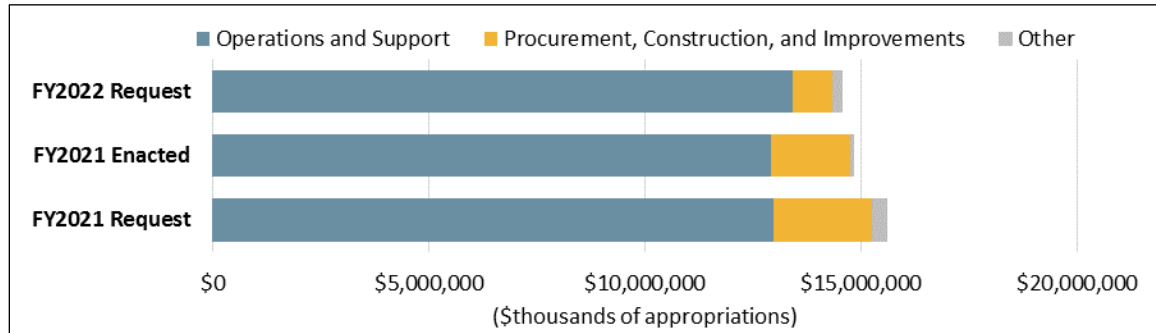 Operations and Support Procurement, Construction, and Improvements Other
FY2022 Request
FY2021 Enacted
FY2021 Request
$0 $5,000,000 $10,000,000 $15,000,000 $20,000,000
($thousands of appropriations)